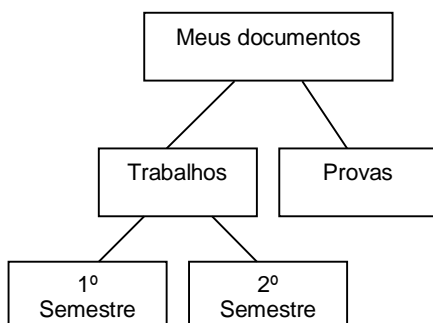 Meus documentos
Trabalhos
Provas
1º
Semestre
2º
Semestre